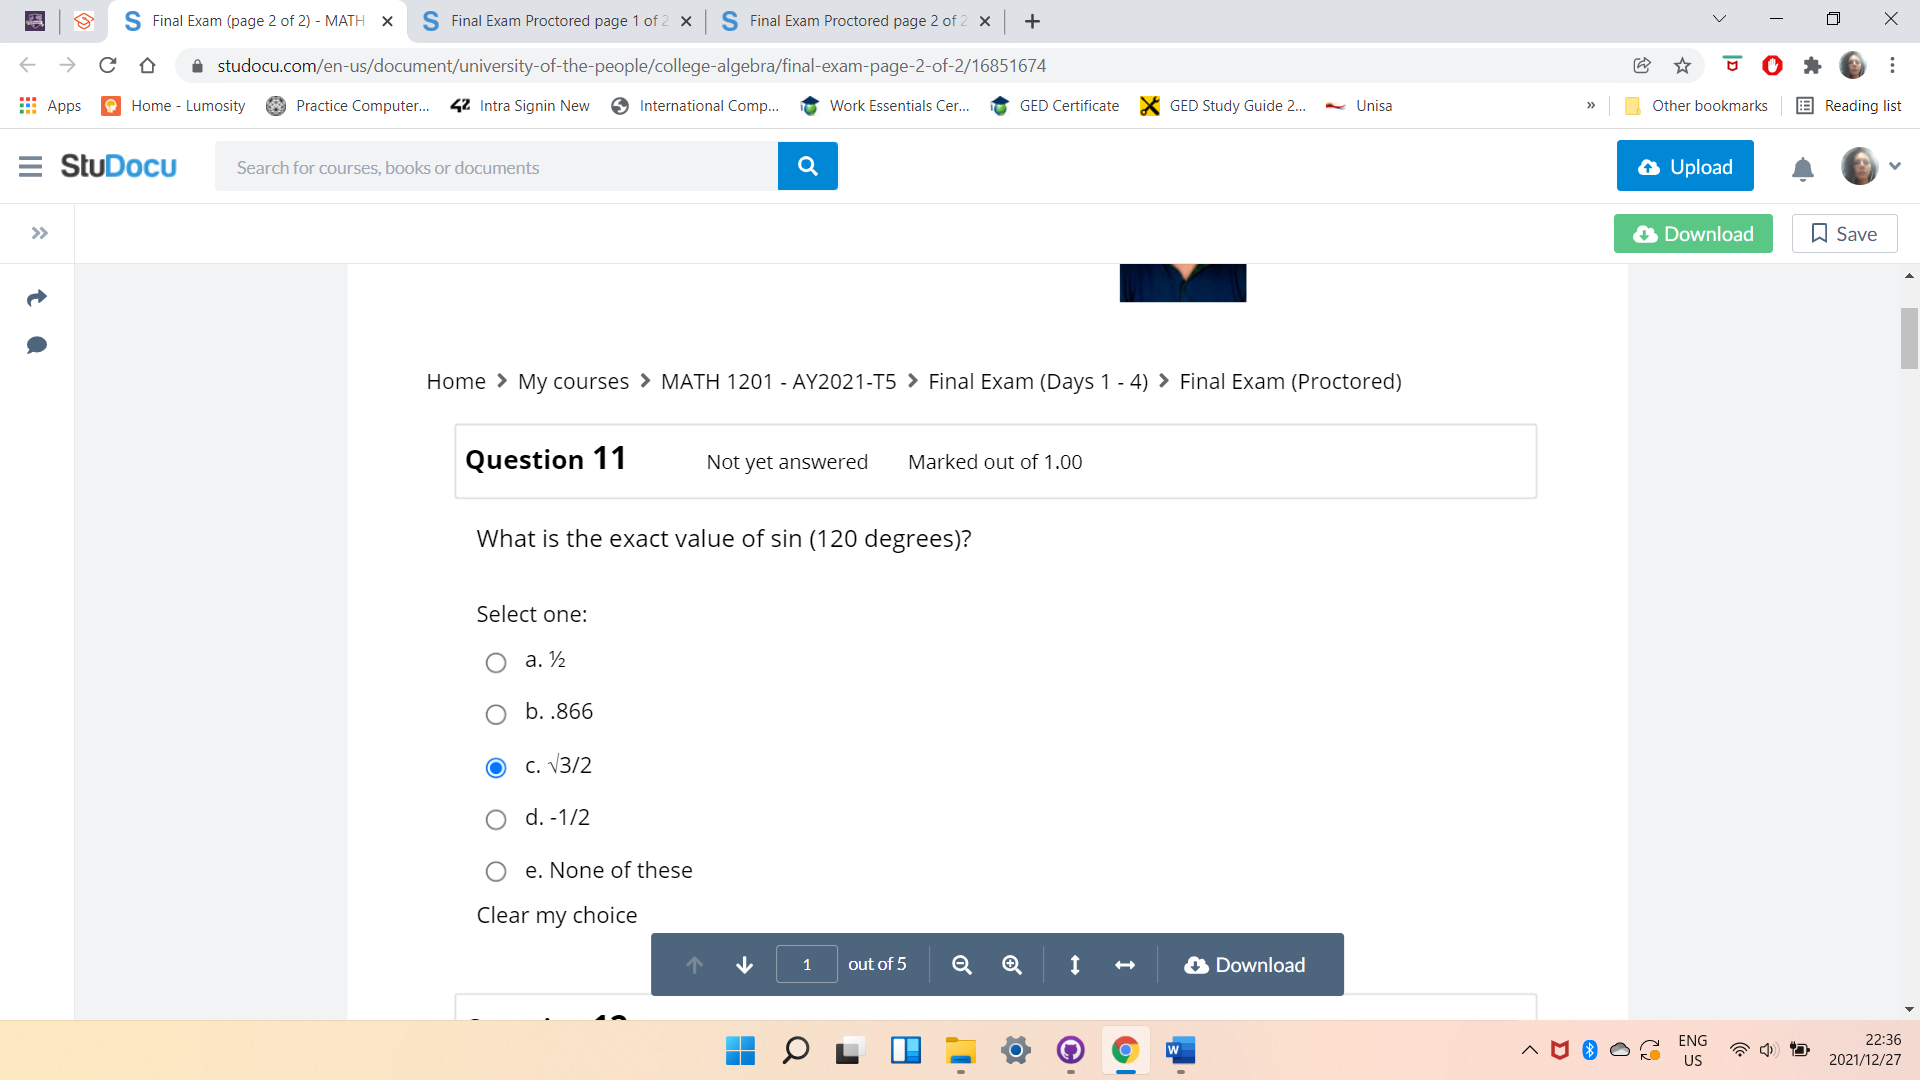 Final Exam (page 2 of 2) - MATH
Final Exam Proctored page 1 of 2
Final Exam Proctored page 2 of 2
studocu.com/en-us/document/university-of-the-people/college-algebra/final-exam-page-2-of-2/16851674
Apps
Home - Lumosity
Practice Computer...
Intra Signin New
International Comp...
Work Essentials Cer...
GED Certificate
GED Study Guide 2...
Unisa
»
Other bookmarks
Reading list
StuDocu
Search for courses, books or documents
Upload
Download
Save
Home > My courses > MATH 1201 - AY2021-T5 > Final Exam (Days 1 - 4) > Final Exam (Proctored)
Question 11 Not yet answered Marked out of 1.00
What is the exact value of sin (120 degrees)?
Select one:
a. ½
b. .866
c. √3/2
d. -1/2
e. None of these
Clear my choice
1 out of 5
Download
ENG
US
22:36
2021/12/27